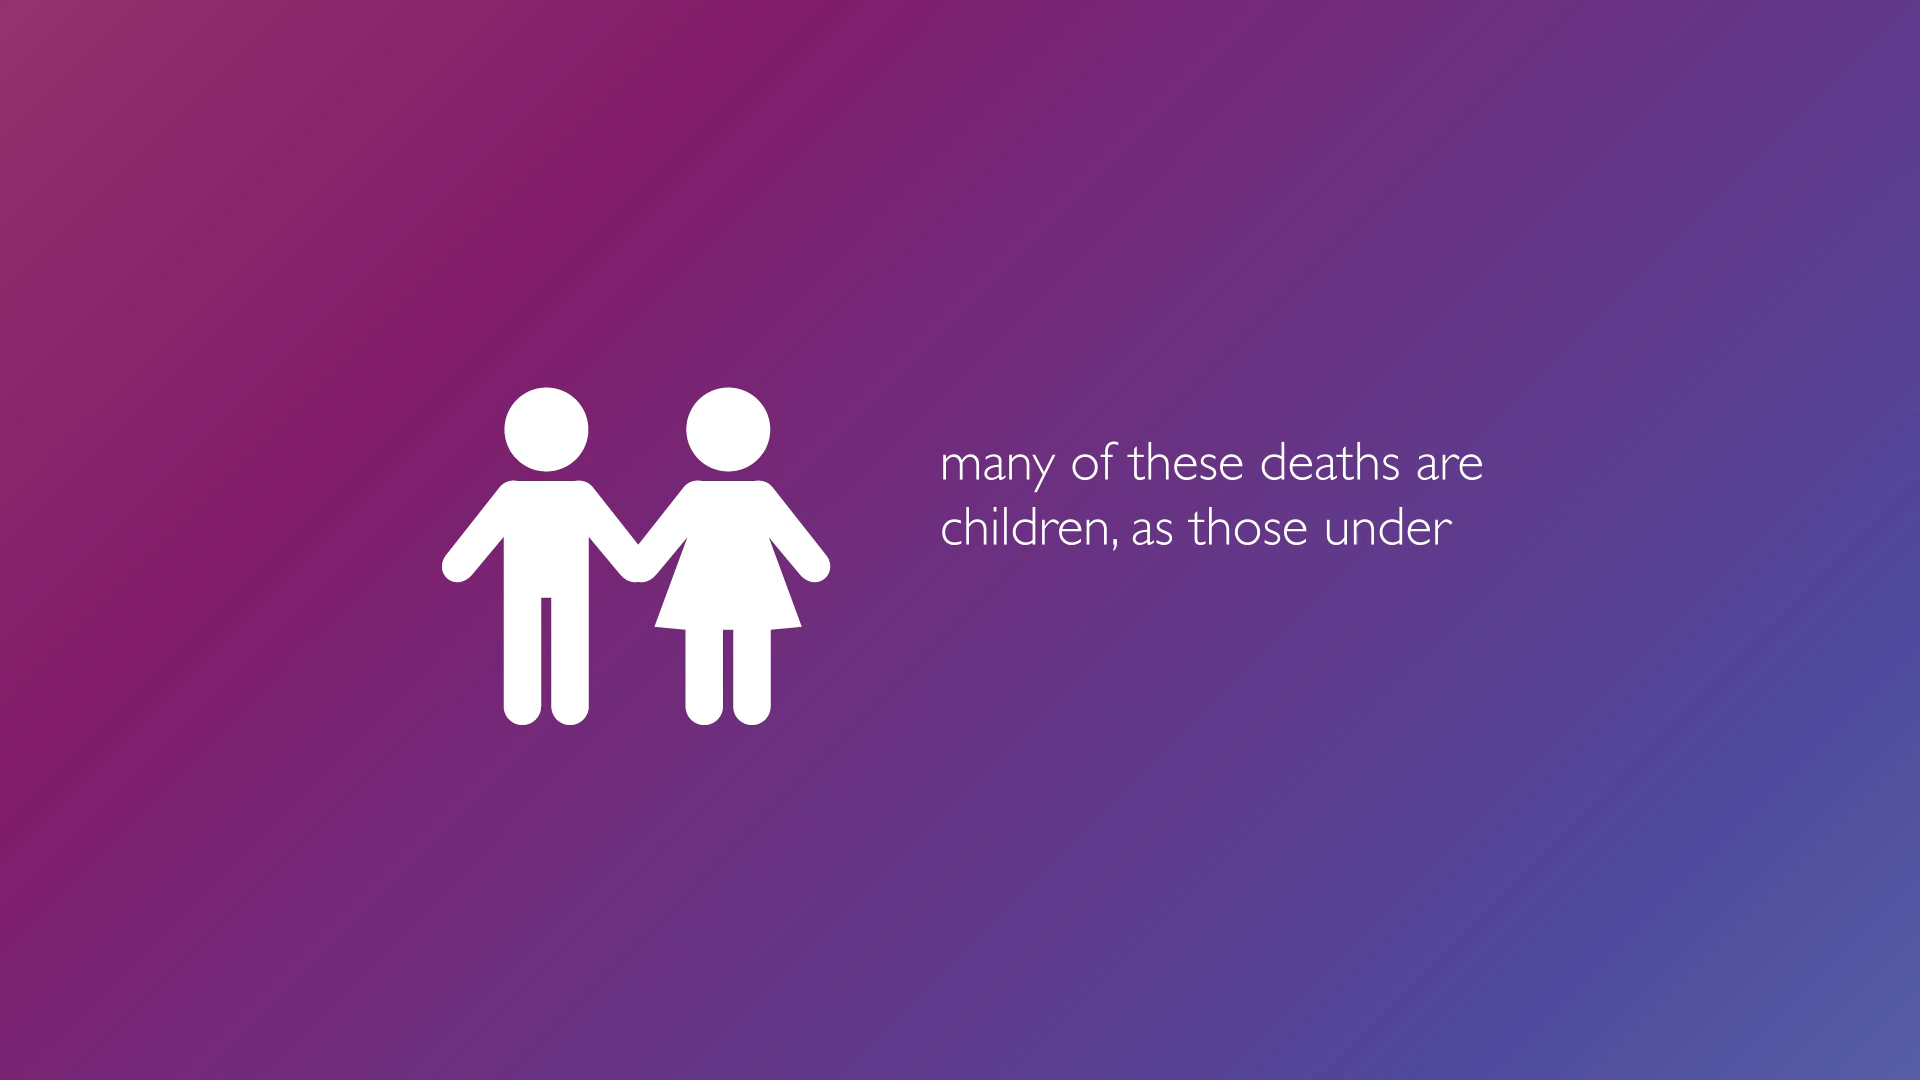 many of these deaths are
children, as those under